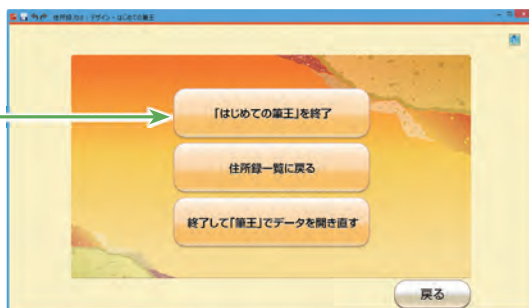 「はじめての筆王」を終了
住所録一覧に戻る
終了して「筆王」でデータを開き直す
戻る